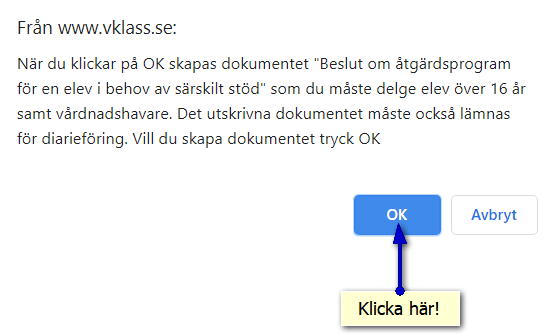 Från www.vklass.se:
När du klickar på OK skapas dokumentet "Beslut om åtgärdsprogram
för en elev i behov av särskilt stöd" som du måste delge elev över 16 år
samt vårdnadshavare. Det utskrivna dokumentet måste också lämnas
för diarieföring. Vill du skapa dokumentet tryck OK
OK
Avbryt
Klicka här!